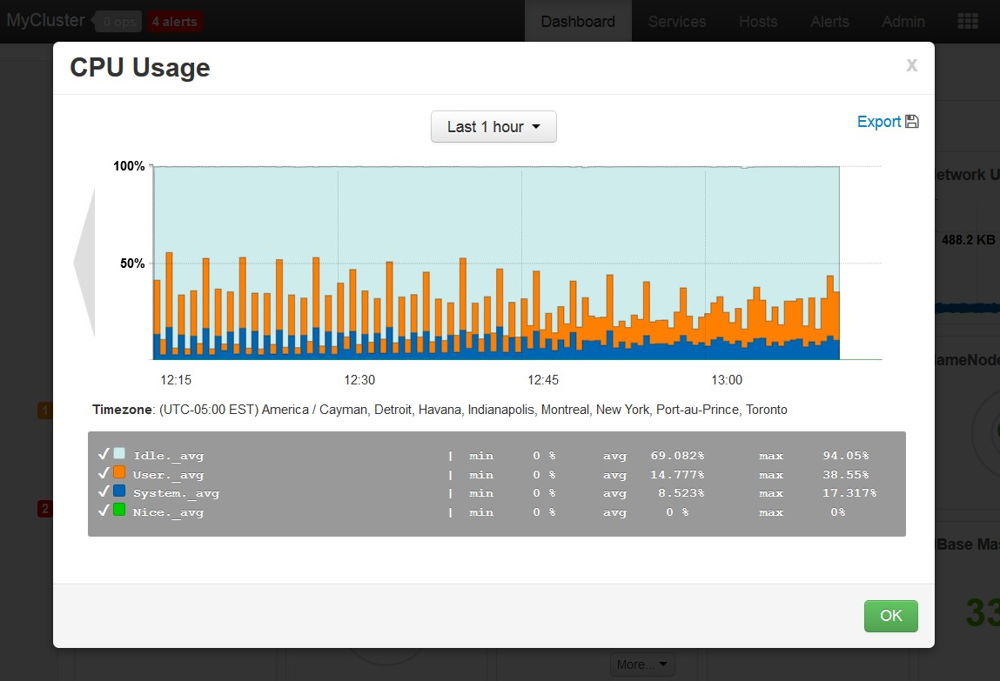 MyCluster 0 ops 4 alerts Dashboard Services Hosts Alerts Admin
CPU Usage x
Last 1 hour
Export
100%
50%
12:15 12:30 12:45 13:00
Timezone: (UTC-05:00 EST) America / Cayman, Detroit, Havana, Indianapolis, Montreal, New York, Port-au-Prince, Toronto
Idle._avg | min 0 % avg 69.082% max 94.05%
User._avg | min 0 % avg 14.777% max 38.55%
System._avg | min 0 % avg 8.523% max 17.317%
Nice._avg | min 0 % avg 0 % max 0%
OK
1
2
etwork U
488.2 KB
ameNode
Base Mas
33
More...